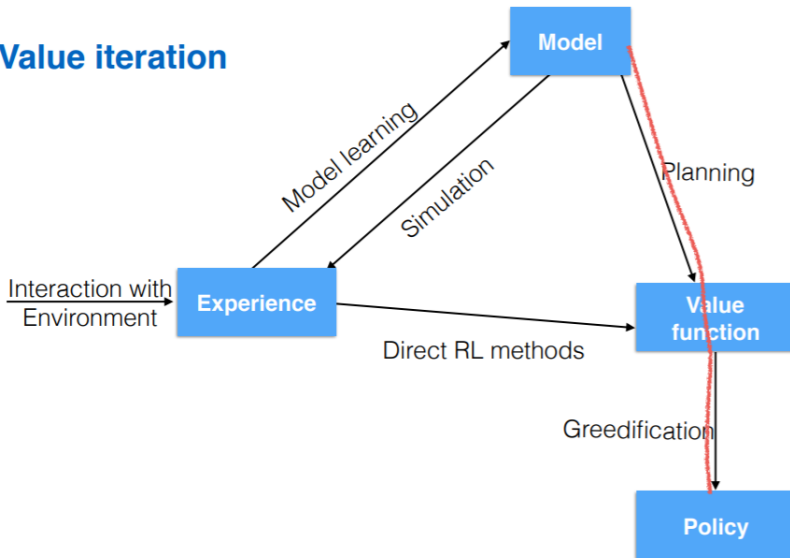 Value iteration
Model
Model learning
Simulation
Planning
Interaction with
Environment
Experience
Direct RL methods
Value
function
Greedification
Policy